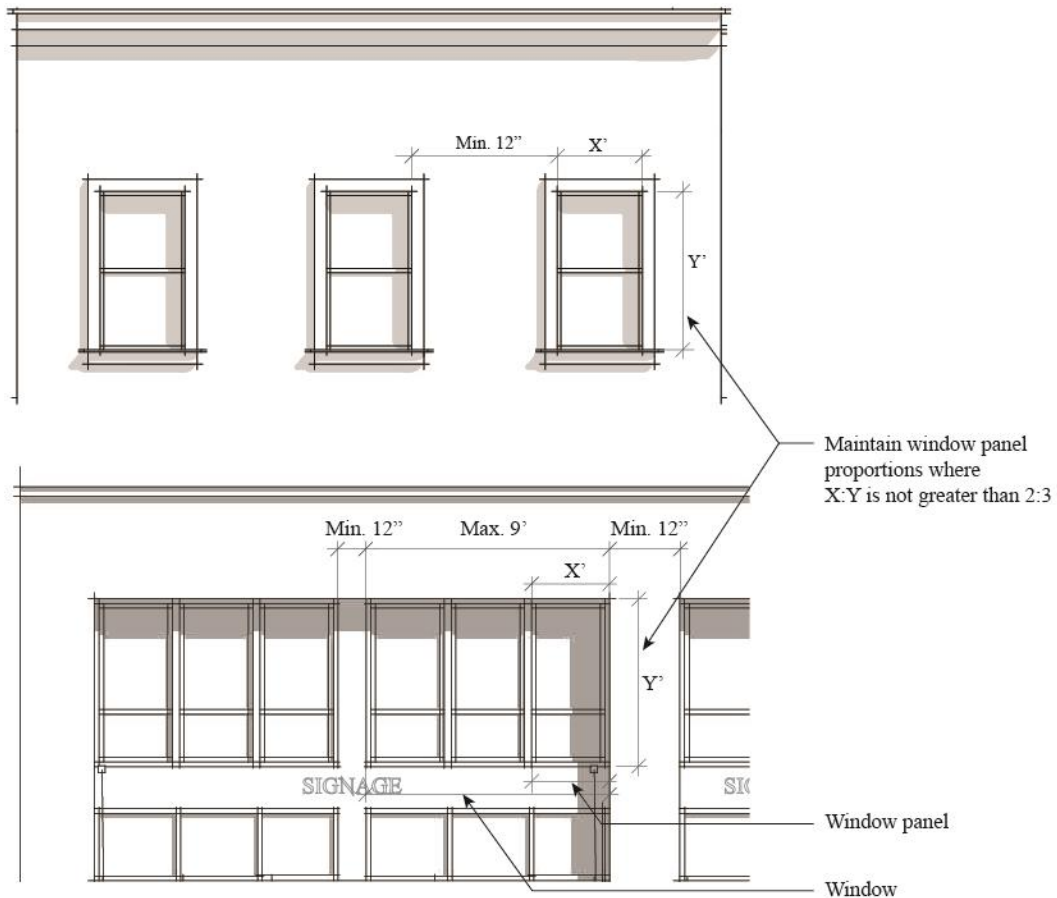 Min. 12”
X’
Y’
Maintain window panel
proportions where
X:Y is not greater than 2:3
Min. 12”
Max. 9’
Min. 12”
X’
Y’
SIGNAGE
SIG
Window panel
Window